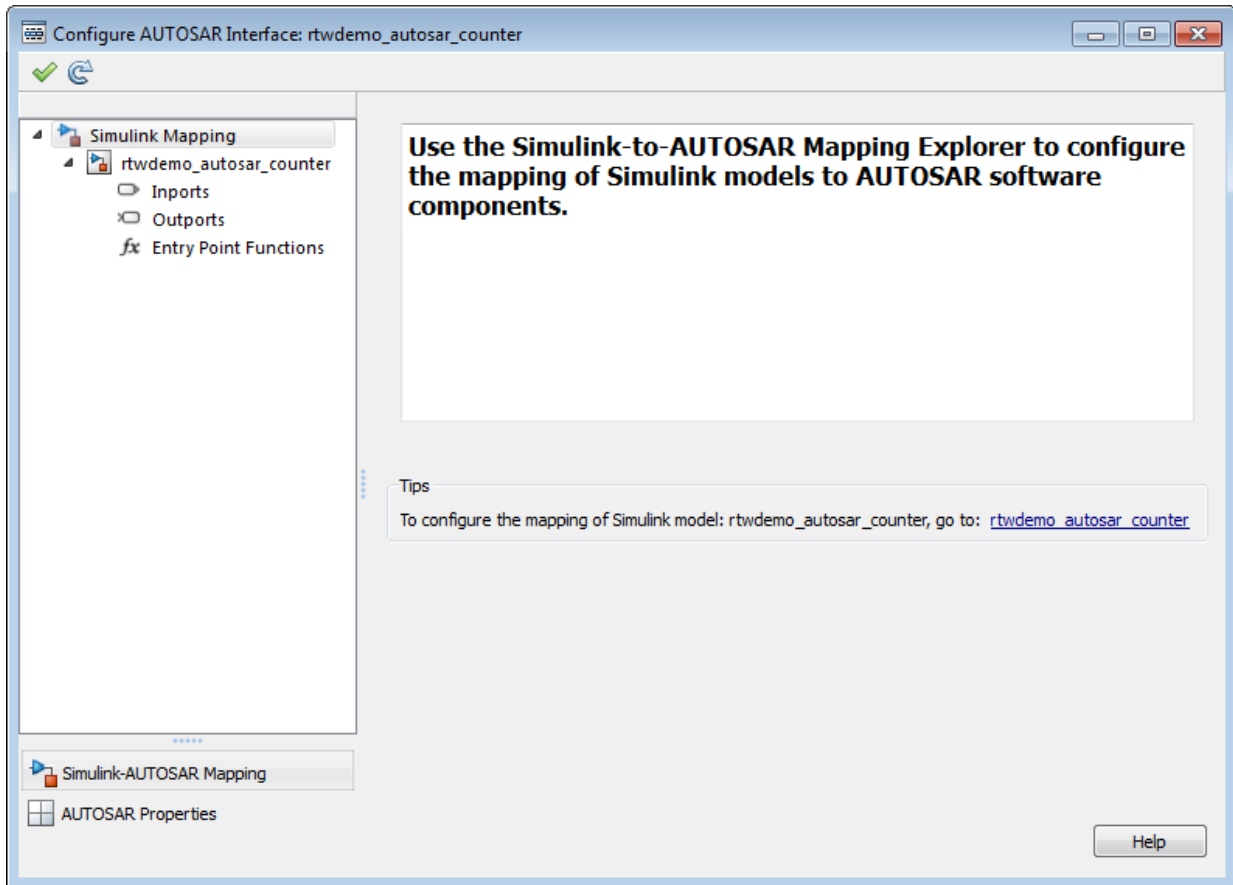 Configure AUTOSAR Interface: rtwdemo_autosar_counter
Simulink Mapping
rtwdemo_autosar_counter
Inports
Outports
fx Entry Point Functions
Simulink-AUTOSAR Mapping
AUTOSAR Properties
Use the Simulink-to-AUTOSAR Mapping Explorer to configure
the mapping of Simulink models to AUTOSAR software
components.
Tips
To configure the mapping of Simulink model: rtwdemo_autosar_counter, go to: rtwdemo_autosar_counter
Help